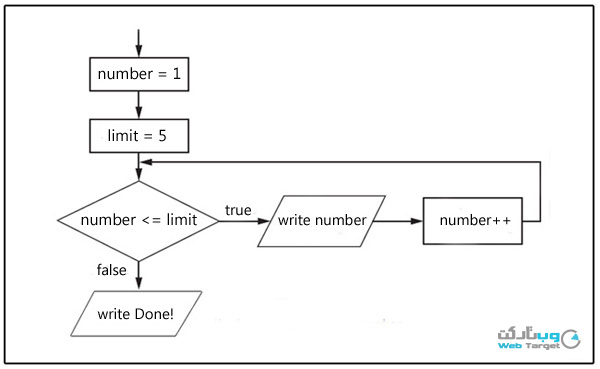 number = 1
limit = 5
number <= limit
true
write number
number++
false
write Done!
وب‌تارگت
Web Target